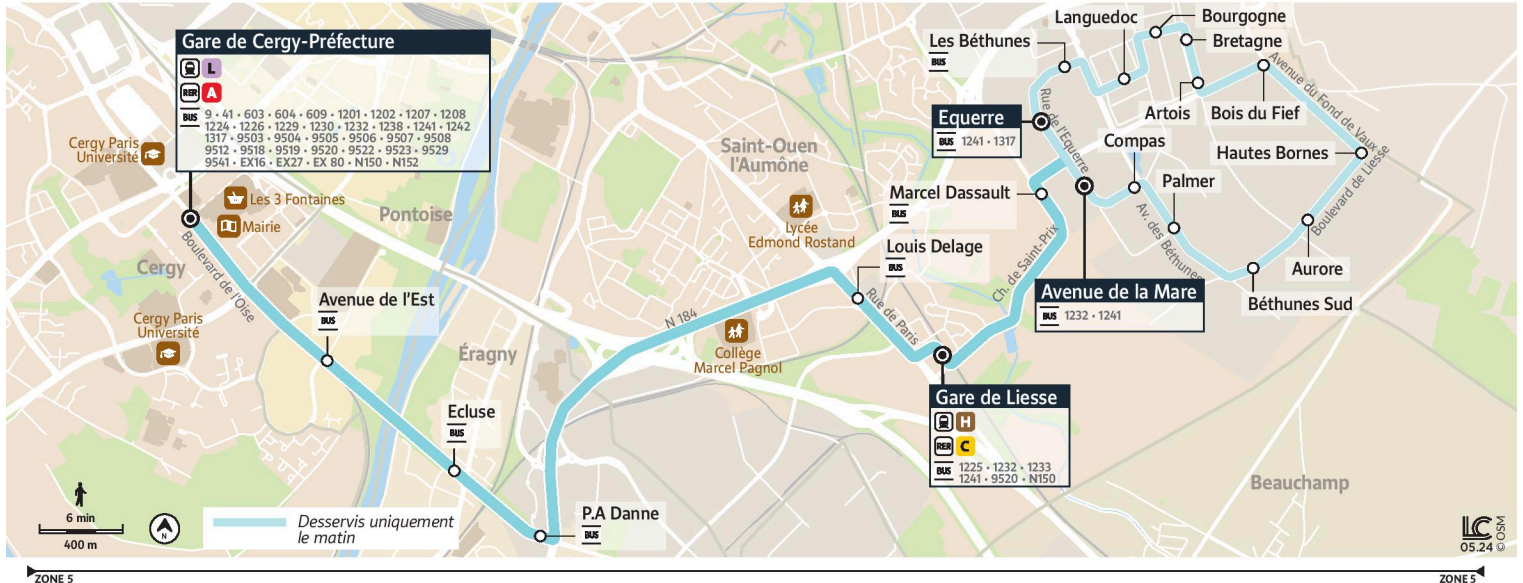 Gare de Cergy-Préfecture
L
RER A
BUS
9 • 41 • 603 • 604 • 609 • 1201 • 1202 • 1207 • 1208
1224 • 1226 • 1229 • 1230 • 1232 • 1238 • 1241 • 1242
1317 • 9503 • 9504 • 9505 • 9506 • 9507 • 9508
9512 • 9518 • 9519 • 9520 • 9522 • 9523 • 9529
9541 • EX16 • EX27 • EX 80 • N150 • N152
Cergy Paris
Université
Les 3 Fontaines
Mairie
Pontoise
Cergy
Boulevard de l'Oise
Cergy Paris
Université
Avenue de l'Est
BUS
Éragny
Ecluse
BUS
P.A Danne
BUS
N 184
Collège
Marcel Pagnol
Saint-Ouen
l'Aumône
Lycée
Edmond Rostand
Louis Delage
BUS
Rue de Paris
Gare de Liesse
H
RER C
BUS
1225 • 1232 • 1233
1241 • 9520 • N150
Ch. de Saint-Prix
Marcel Dassault
BUS
Avenue de la Mare
BUS 1232 • 1241
Equerre
BUS 1241 • 1317
Rue de l'Equerre
Les Béthunes
BUS
Languedoc
Bourgogne
Bretagne
Artois
Bois du Fief
Avenue du Fond de Vaux
Hautes Bornes
Boulevard de Liesse
Aurore
Béthunes Sud
Av. des Béthunes
Palmer
Compas
Beauchamp
6 min
400 m
N
Desservis uniquement
le matin
LC
05.24
© OSM
ZONE 5
ZONE 5